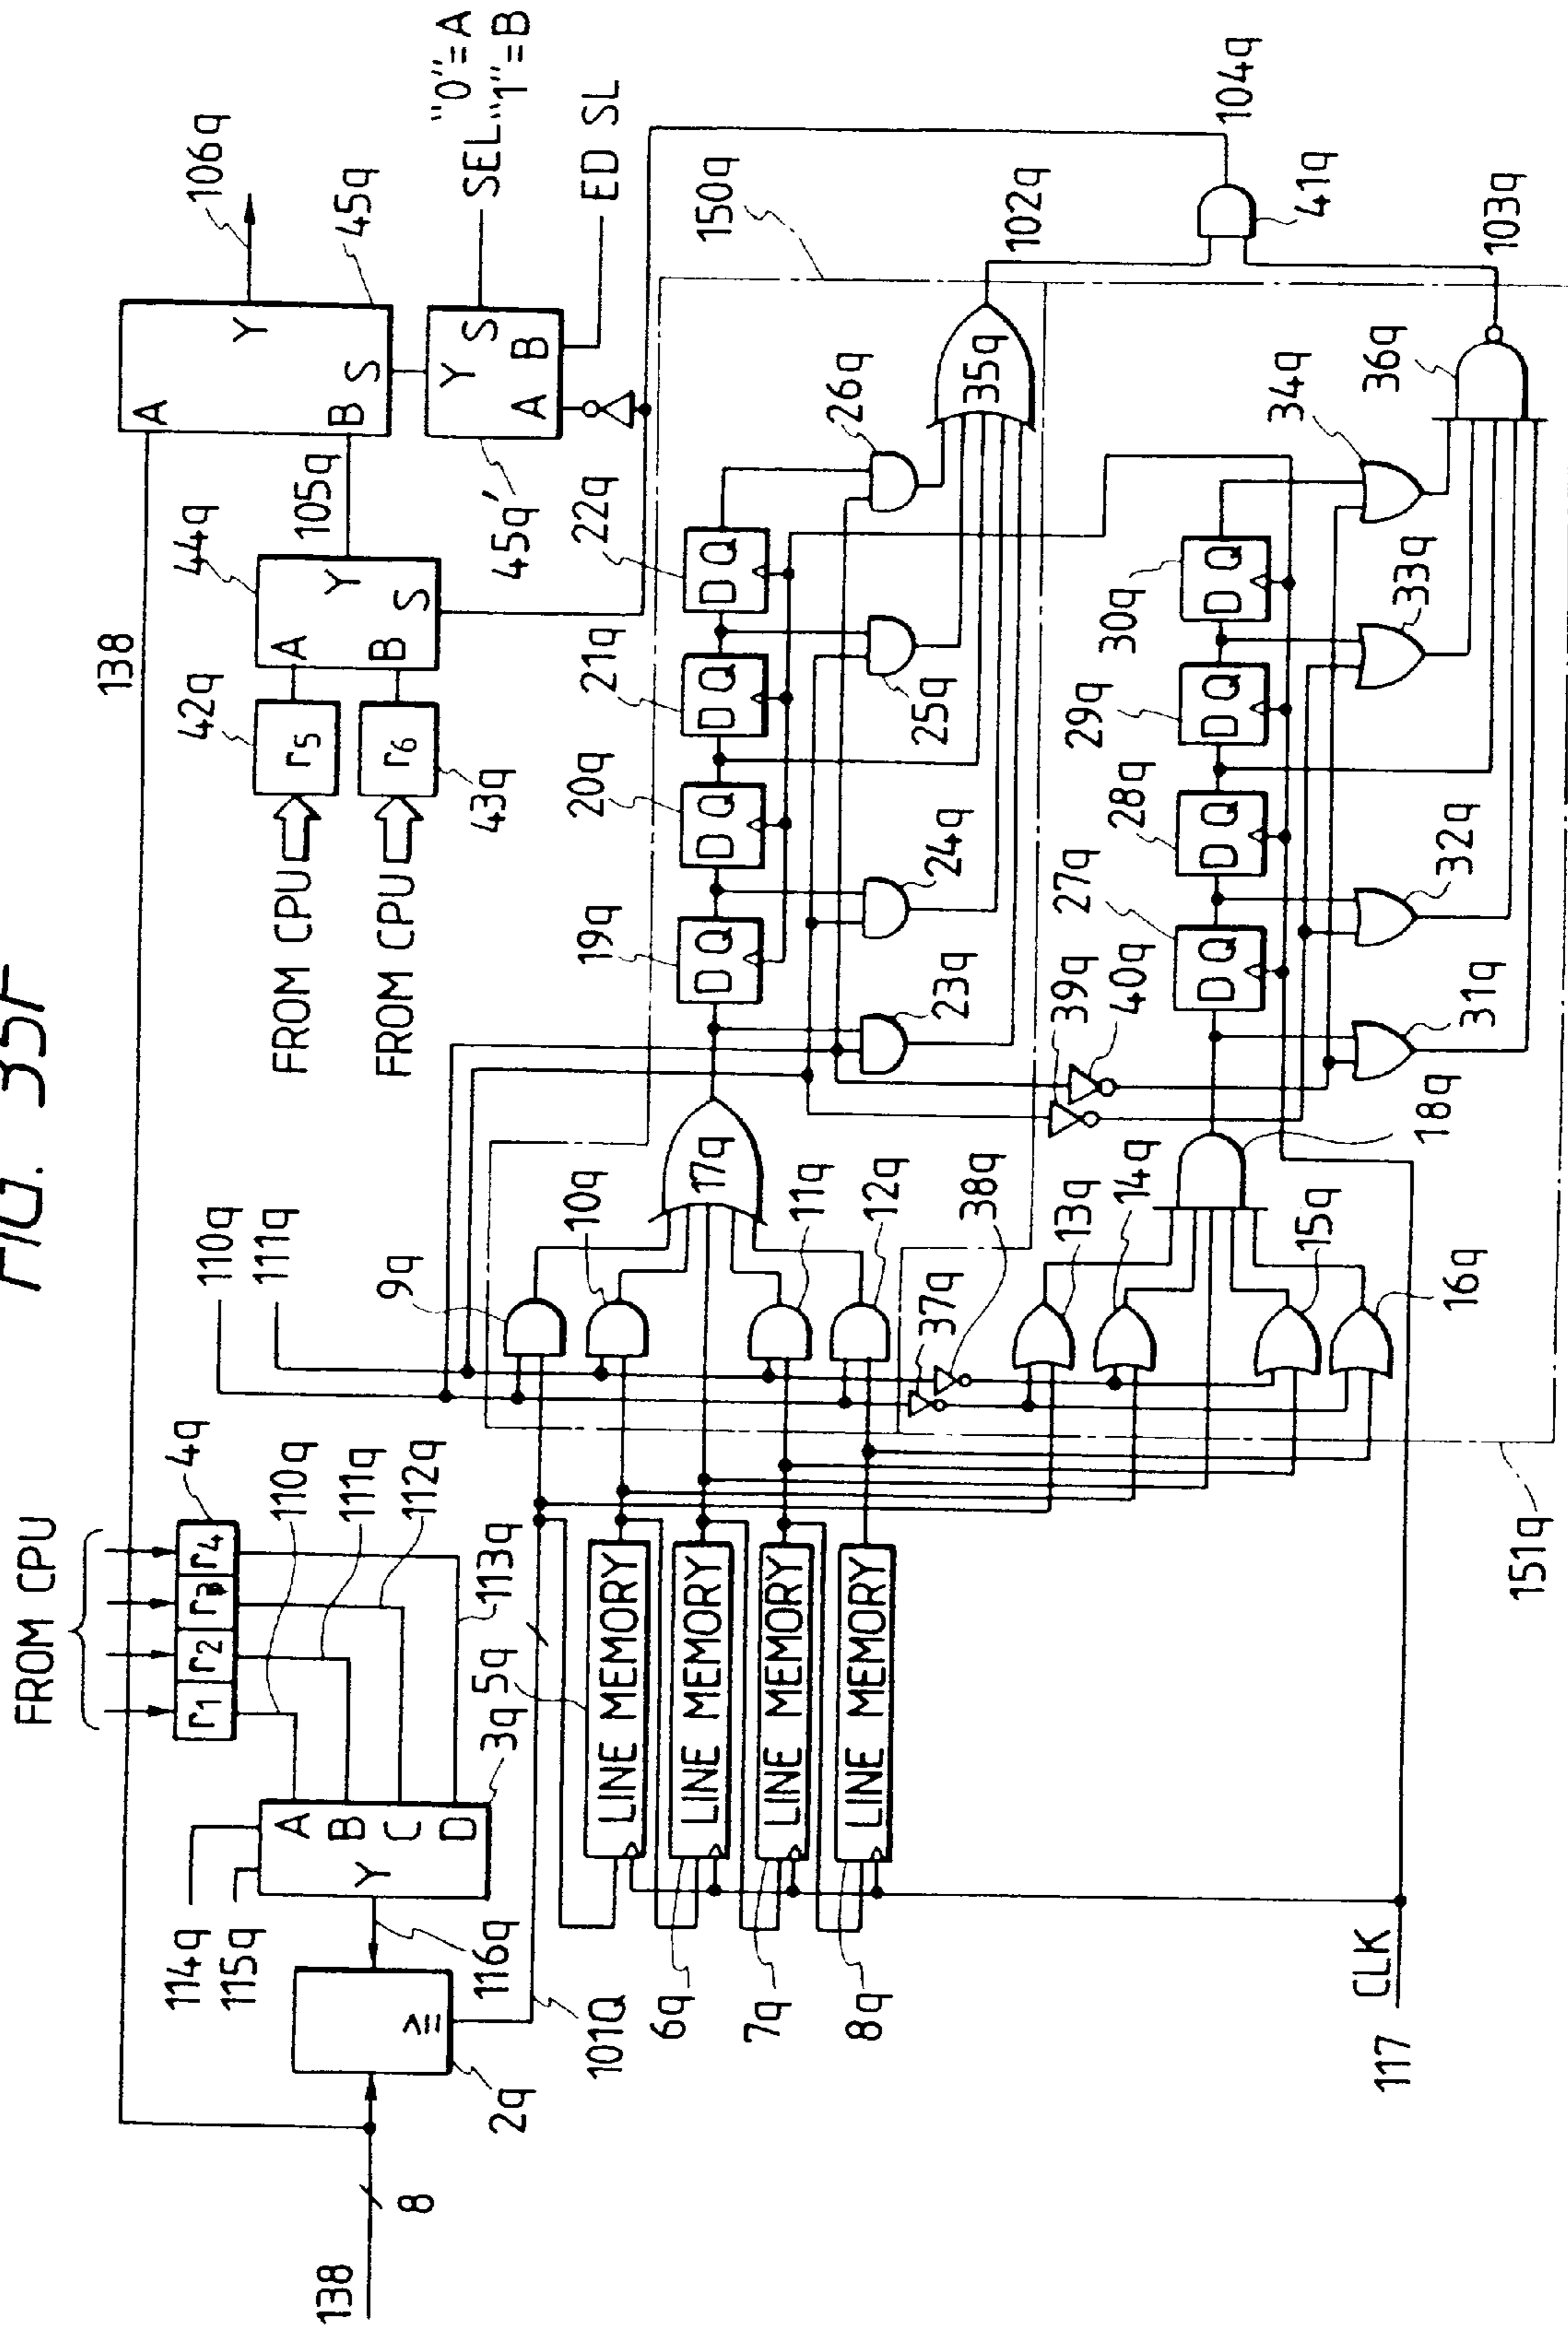 FIG. 35F
FROM CPU
138
8
138
2q
≧
116q
114q
115q
A
B
C
D
Y
3q
r1
r2
r3
r4
4q
110q
111q
112q
113q
110q
111q
101Q
5q
6q
7q
8q
LINE MEMORY
LINE MEMORY
LINE MEMORY
LINE MEMORY
117
CLK
9q
10q
11q
12q
13q
14q
15q
16q
17q
18q
37q
38q
39q
40q
151q
150q
FROM CPU
FROM CPU
42q
r5
43q
r6
44q
A
B
Y
S
105q
A
B
Y
S
45q
106q
45q'
Y
S
A
B
SEL
"0"=A
"1"=B
ED SL
19q
D Q
20q
D Q
21q
D Q
22q
D Q
23q
24q
25q
26q
35q
102q
27q
D Q
28q
D Q
29q
D Q
30q
D Q
31q
32q
33q
34q
36q
103q
41q
104q